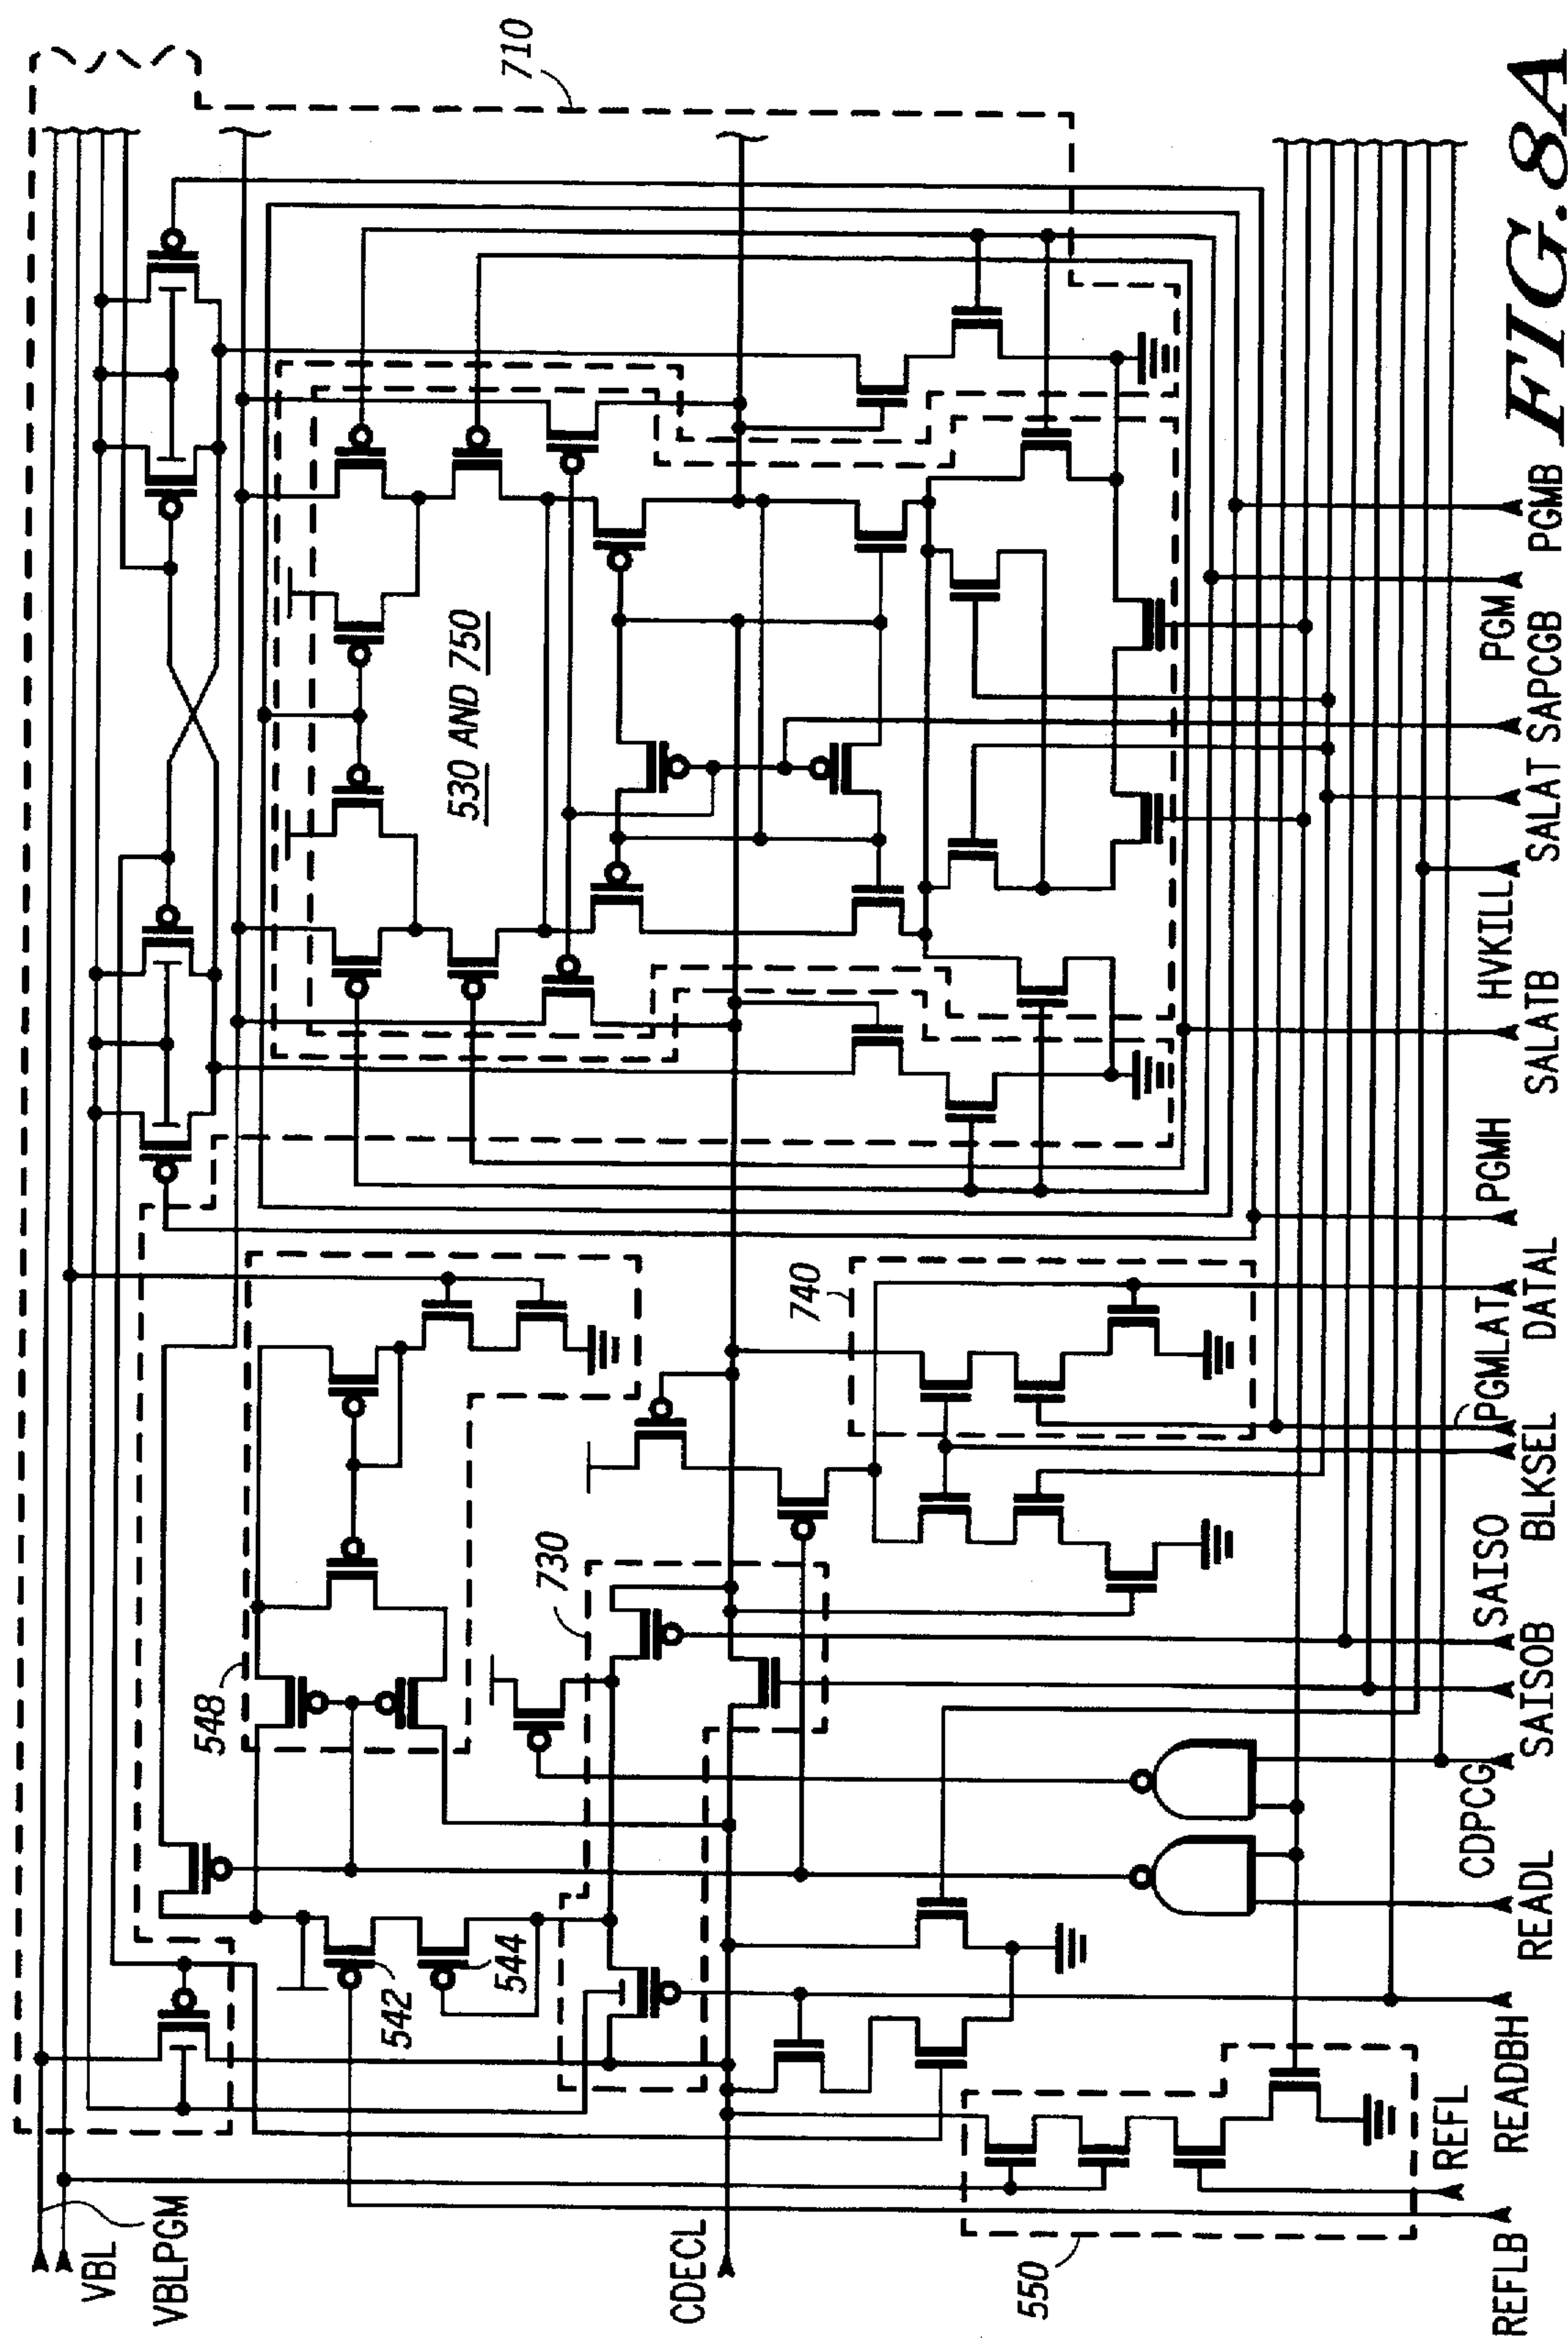 VBL
VBLPGM
CDECL
548
542
544
730
740
530 AND 750
710
550
REFLB
REFL
READBH
READL
CDPCG
SAISOB
SAISO
BLKSEL
PGMLAT
DATAL
PGMH
SALATB
HVKILL
SALAT
SAPCGB
PGM
PGMB
FIG.8A